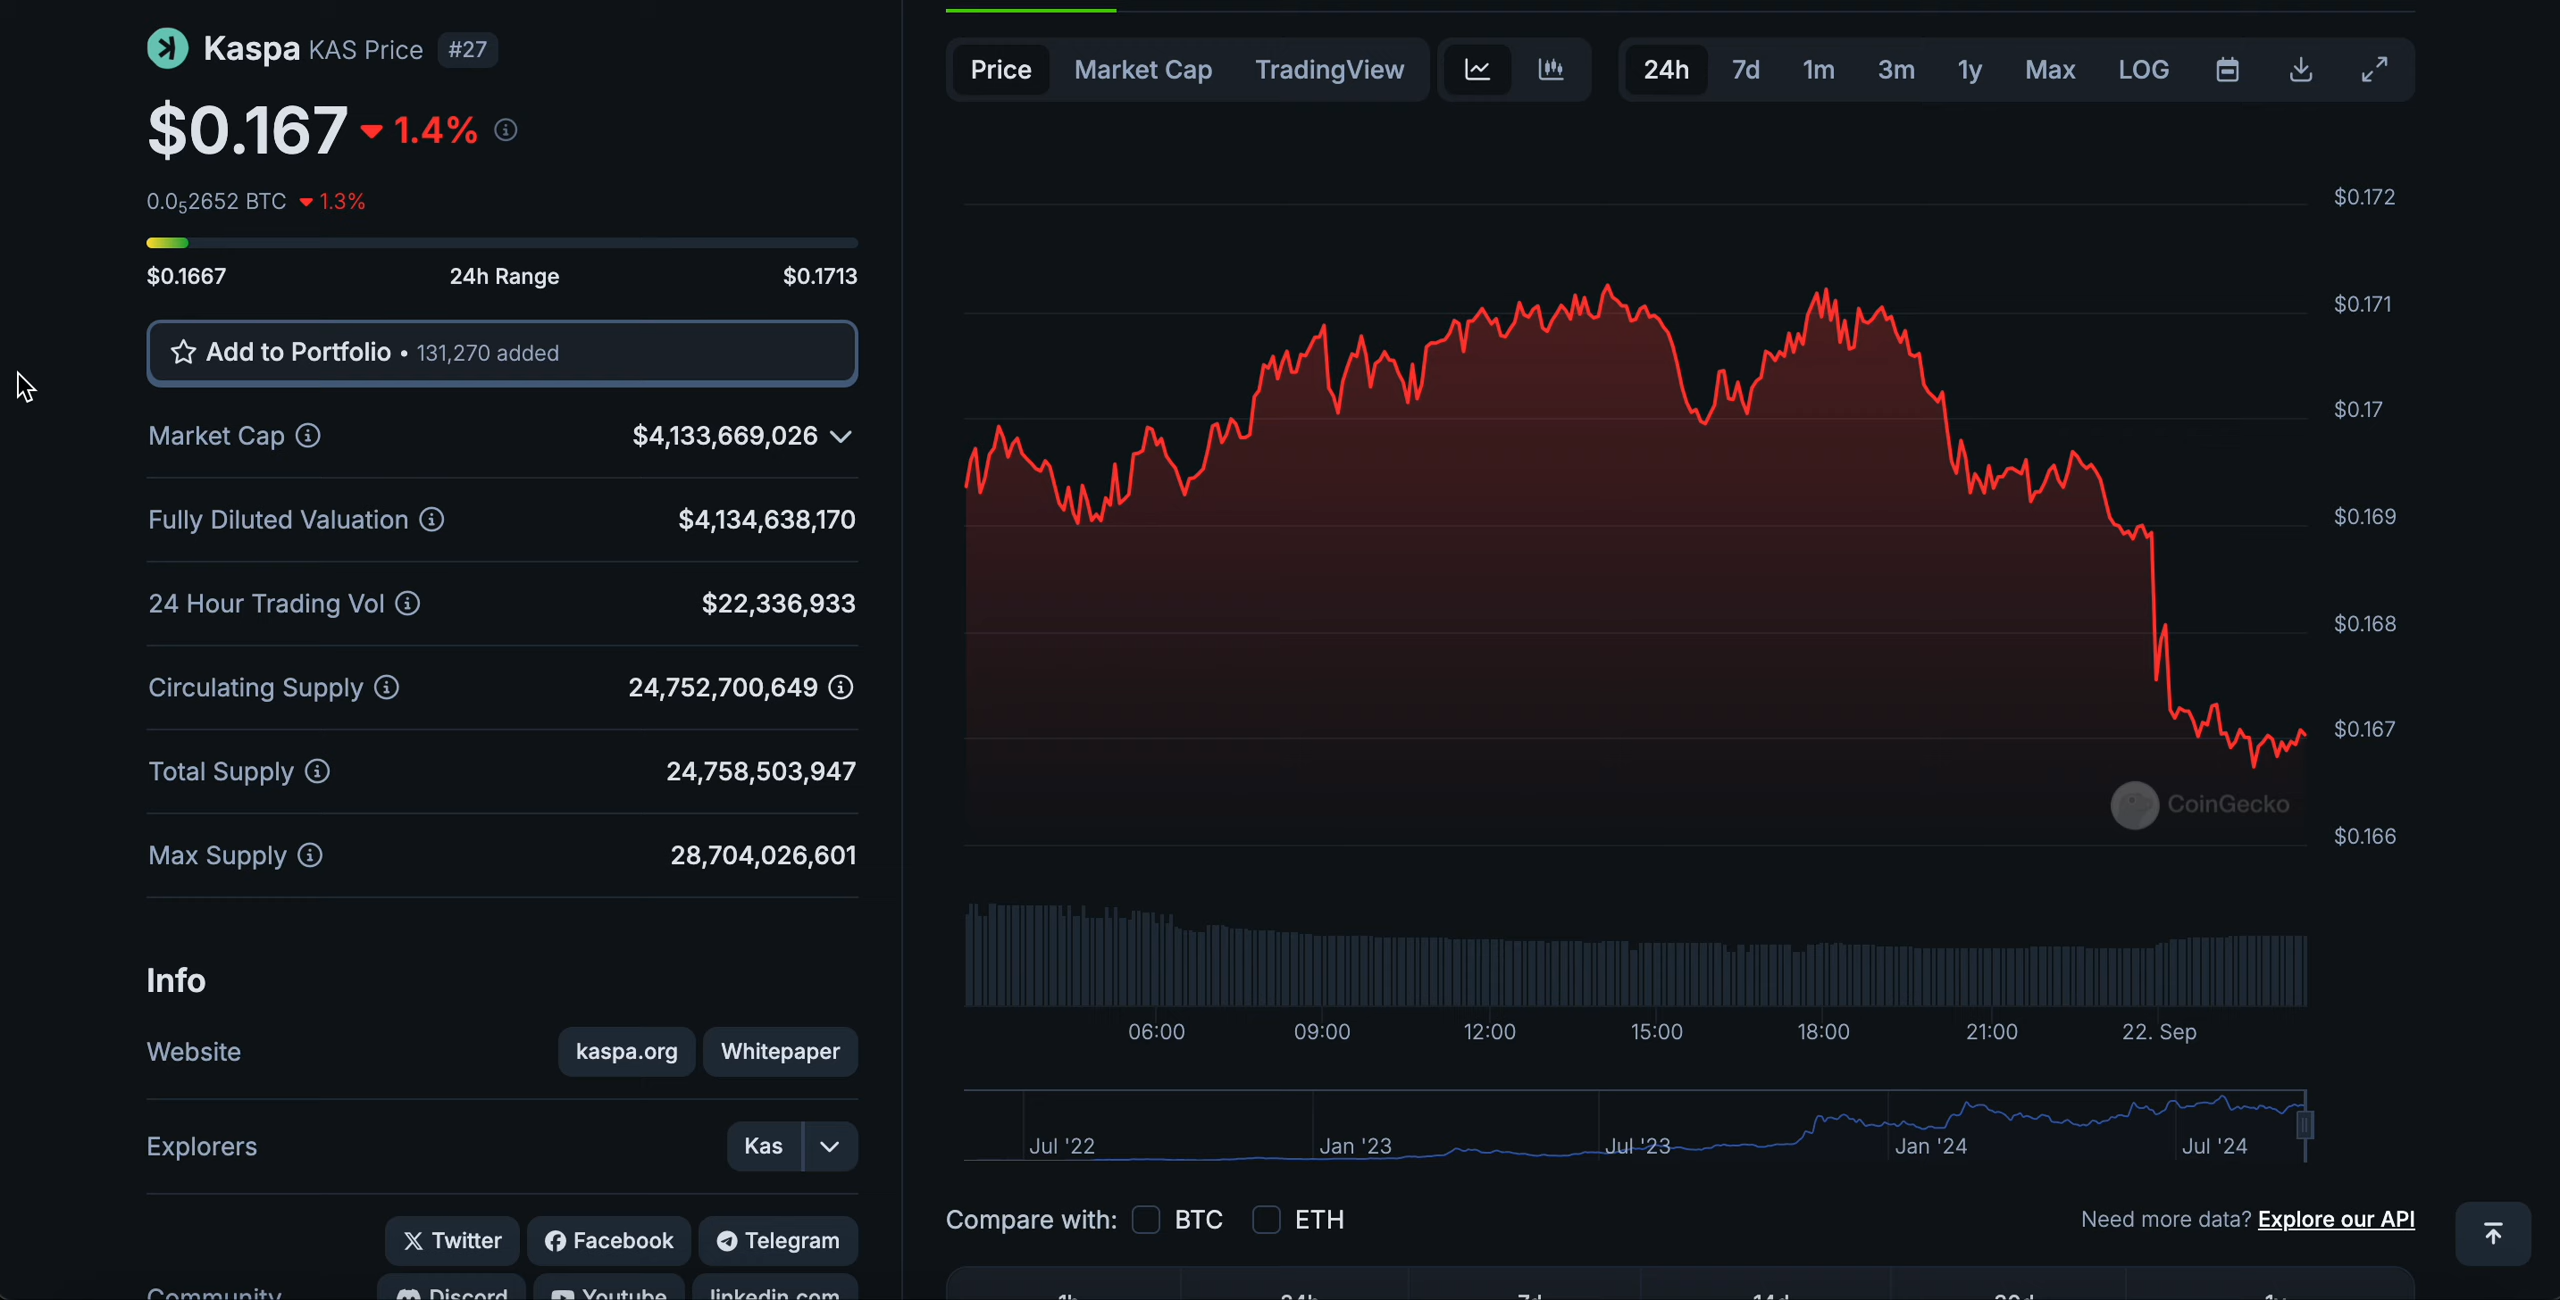 Kaspa KAS Price #27
$0.167 1.4%
0.0₅2652 BTC 1.3%
$0.1667 24h Range $0.1713
Add to Portfolio • 131,270 added
Market Cap $4,133,669,026
Fully Diluted Valuation $4,134,638,170
24 Hour Trading Vol $22,336,933
Circulating Supply 24,752,700,649
Total Supply 24,758,503,947
Max Supply 28,704,026,601
Info
Website kaspa.org Whitepaper
Explorers Kas
Twitter Facebook Telegram
Community Discord Youtube linkedin.com
Price Market Cap TradingView 24h 7d 1m 3m 1y Max LOG
$0.172
$0.171
$0.17
$0.169
$0.168
$0.167
CoinGecko
$0.166
06:00 09:00 12:00 15:00 18:00 21:00 22. Sep
Jul '22 Jan '23 Jul '23 Jan '24 Jul '24
Compare with: BTC ETH Need more data? Explore our API